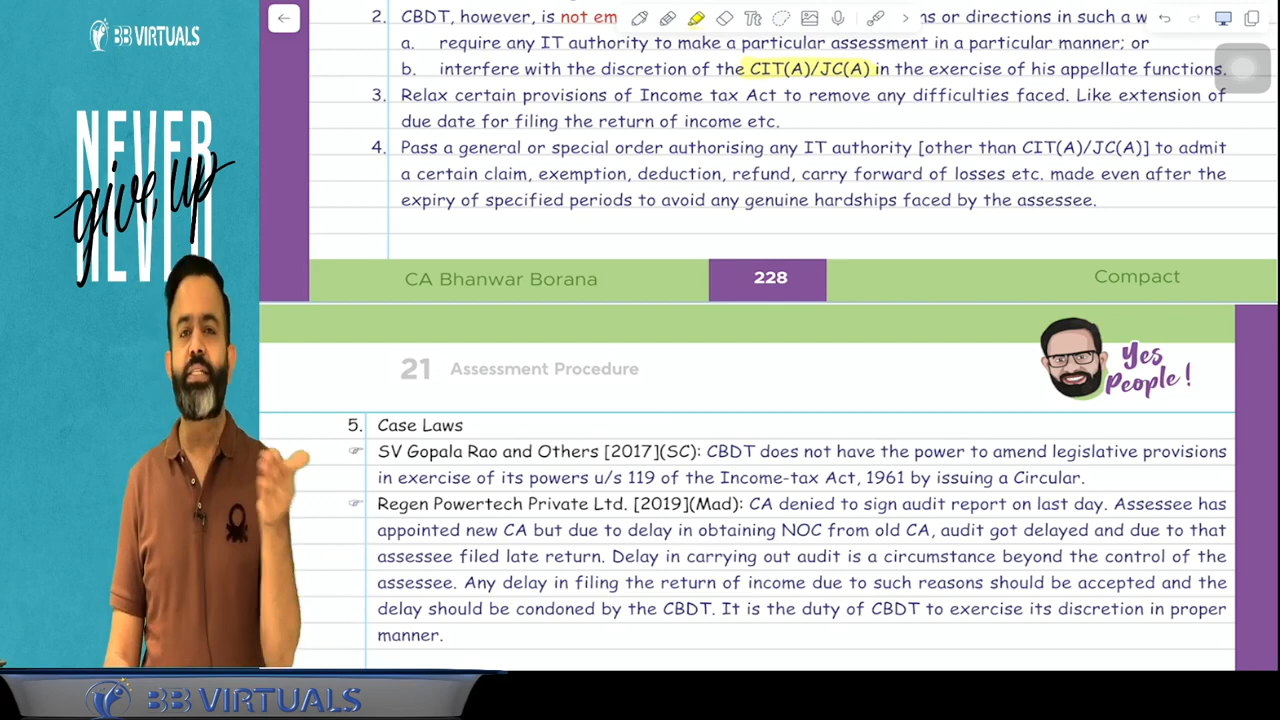 BB VIRTUALS
NEVER
give up
NEVER
2. CBDT, however, is not em ns or directions in such a w
a. require any IT authority to make a particular assessment in a particular manner; or
b. interfere with the discretion of the CIT(A)/JC(A) in the exercise of his appellate functions.
3. Relax certain provisions of Income tax Act to remove any difficulties faced. Like extension of
due date for filing the return of income etc.
4. Pass a general or special order authorising any IT authority [other than CIT(A)/JC(A)] to admit
a certain claim, exemption, deduction, refund, carry forward of losses etc. made even after the
expiry of specified periods to avoid any genuine hardships faced by the assessee.
CA Bhanwar Borana 228 Compact
21 Assessment Procedure
Yes
People!
5. Case Laws
SV Gopala Rao and Others [2017](SC): CBDT does not have the power to amend legislative provisions
in exercise of its powers u/s 119 of the Income-tax Act, 1961 by issuing a Circular.
Regen Powertech Private Ltd. [2019](Mad): CA denied to sign audit report on last day. Assessee has
appointed new CA but due to delay in obtaining NOC from old CA, audit got delayed and due to that
assessee filed late return. Delay in carrying out audit is a circumstance beyond the control of the
assessee. Any delay in filing the return of income due to such reasons should be accepted and the
delay should be condoned by the CBDT. It is the duty of CBDT to exercise its discretion in proper
manner.
BB VIRTUALS